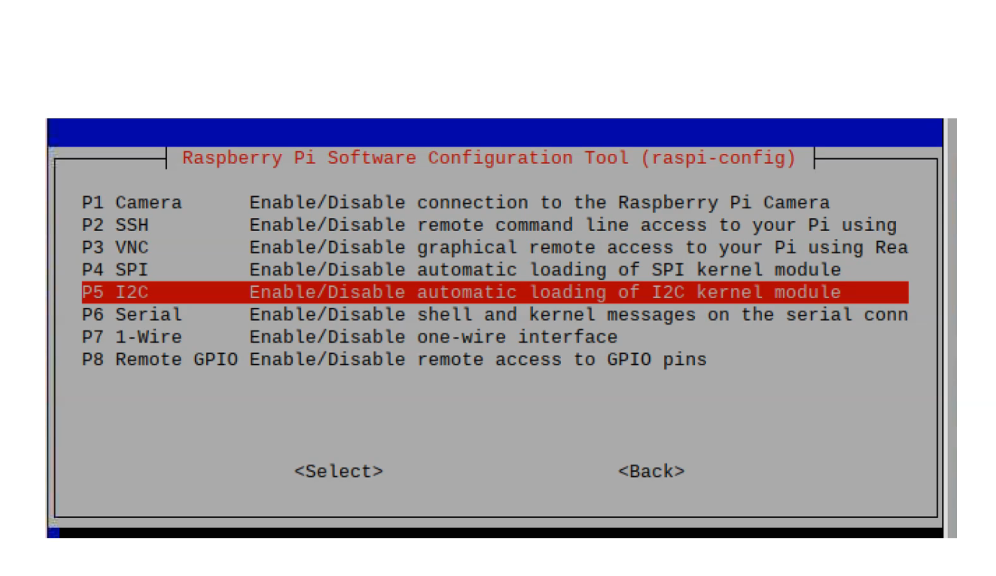 Raspberry Pi Software Configuration Tool (raspi-config)
P1 Camera Enable/Disable connection to the Raspberry Pi Camera
P2 SSH Enable/Disable remote command line access to your Pi using
P3 VNC Enable/Disable graphical remote access to your Pi using Rea
P4 SPI Enable/Disable automatic loading of SPI kernel module
P5 I2C Enable/Disable automatic loading of I2C kernel module
P6 Serial Enable/Disable shell and kernel messages on the serial conn
P7 1-Wire Enable/Disable one-wire interface
P8 Remote GPIO Enable/Disable remote access to GPIO pins
<Select> <Back>